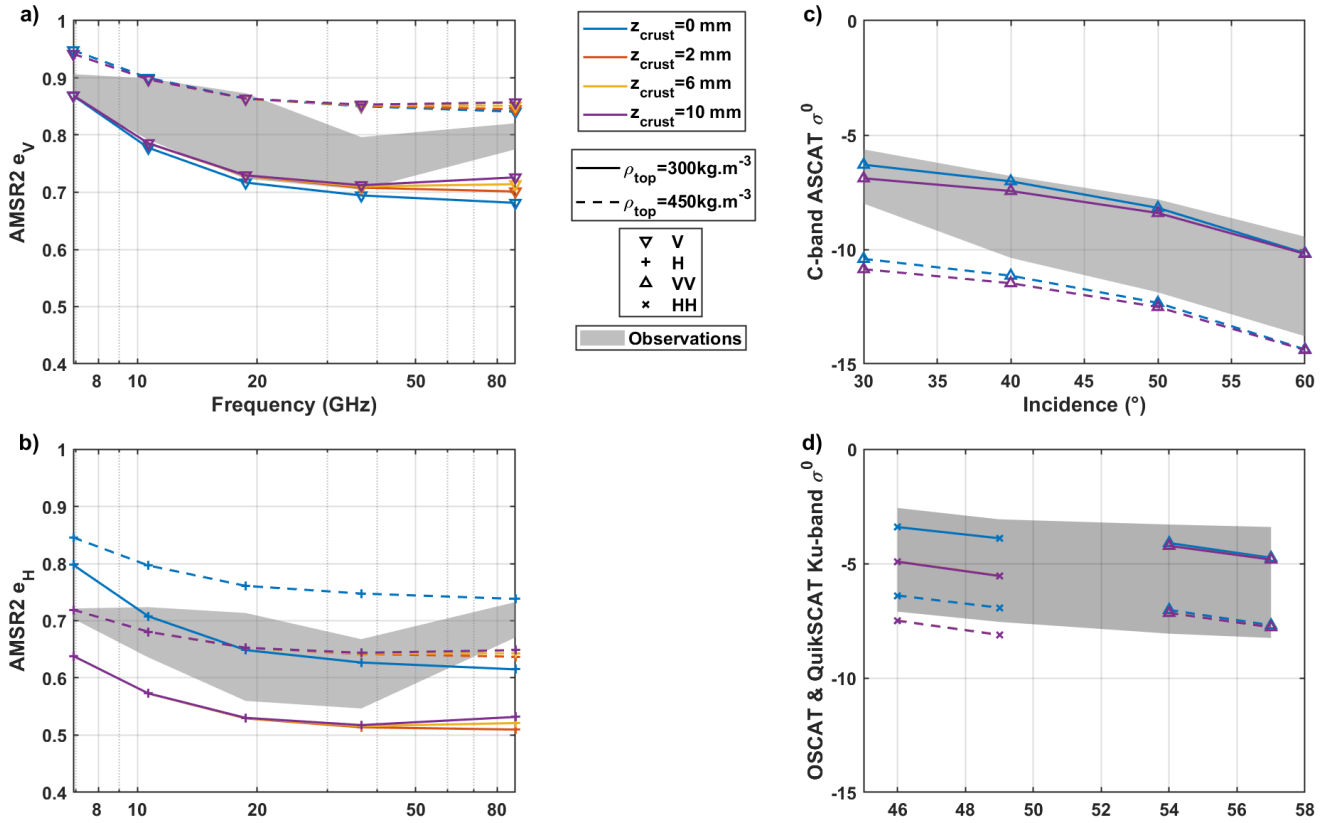 a)
1
0.9
0.8
0.7
0.6
0.5
0.4
AMSR2 e_V
8
10
20
50
80
Frequency (GHz)
z_crust=0 mm
z_crust=2 mm
z_crust=6 mm
z_crust=10 mm
ρ_top=300kg.m^-3
ρ_top=450kg.m^-3
V
H
VV
HH
Observations
c)
0
-5
-10
-15
C-band ASCAT σ^0
30
35
40
45
50
55
60
Incidence (°)
b)
1
0.9
0.8
0.7
0.6
0.5
0.4
AMSR2 e_H
8
10
20
50
80
d)
0
-5
-10
-15
OSCAT & QuikSCAT Ku-band σ^0
46
48
50
52
54
56
58